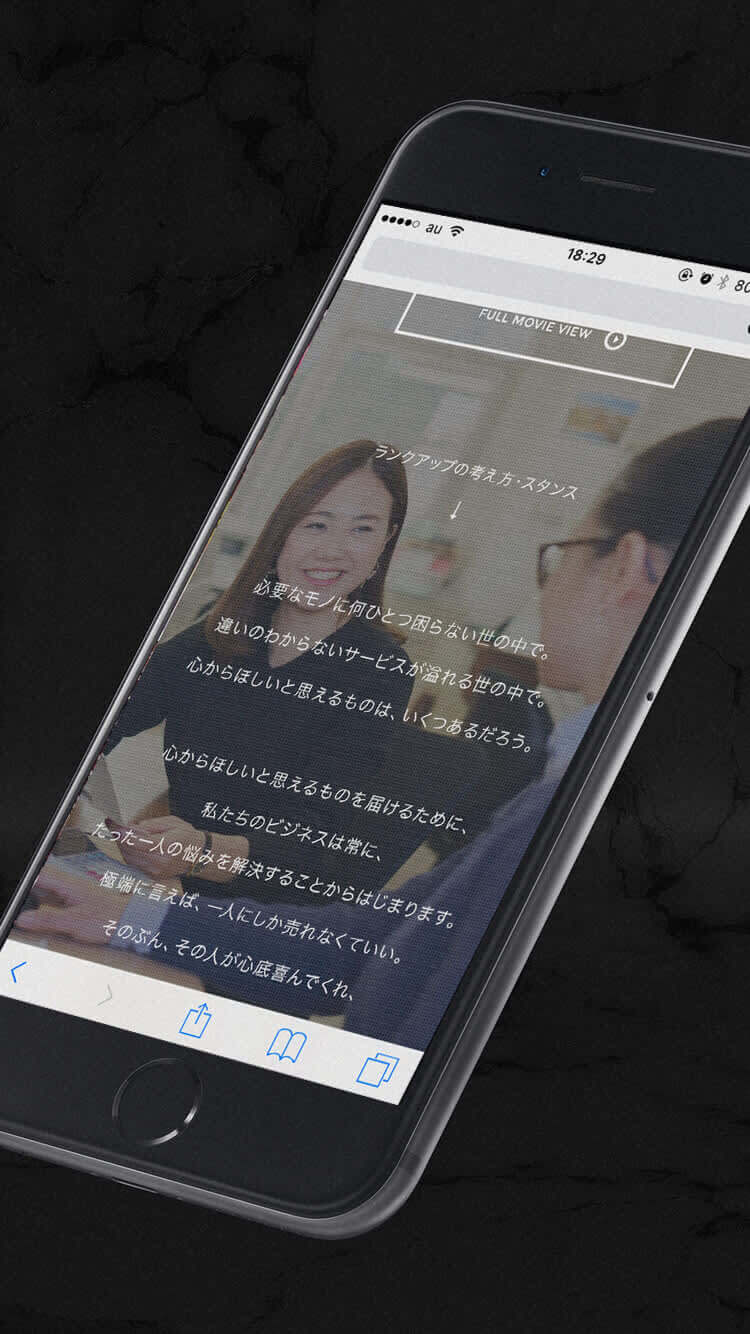 au 18:29 80
FULL MOVIE VIEW
ランクアップの考え方・スタンス
↓
必要なモノに何ひとつ困らない世の中で。
違いのわからないサービスが溢れる世の中で。
心からほしいと思えるものは、いくつあるだろう。
心からほしいと思えるものを届けるために、
私たちのビジネスは常に、
たった一人の悩みを解決することからはじまります。
極端に言えば、一人にしか売れなくていい。
そのぶん、その人が心底喜んでくれ、